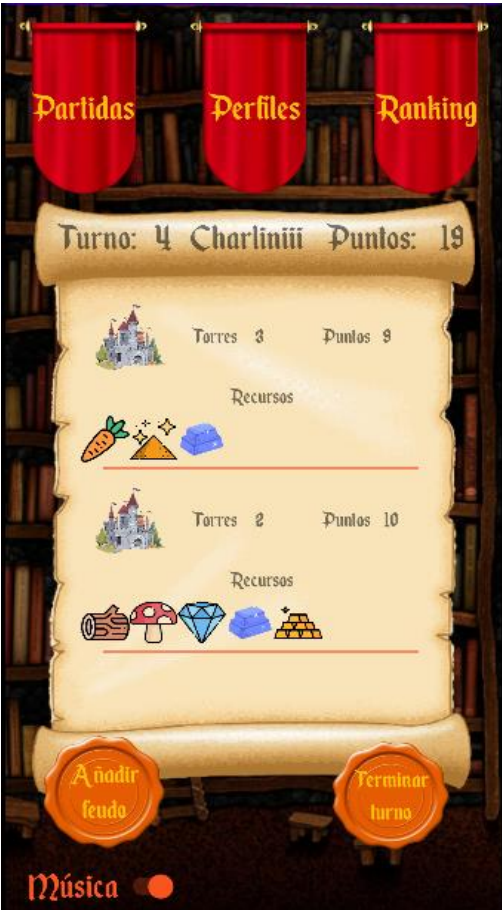 Partidas Perfiles Ranking
Turno: 4 Charliniii Puntos: 19
Torres 3 Puntos 9
Recursos
Torres 2 Puntos 10
Recursos
Añadir
feudo
Terminar
turno
Música